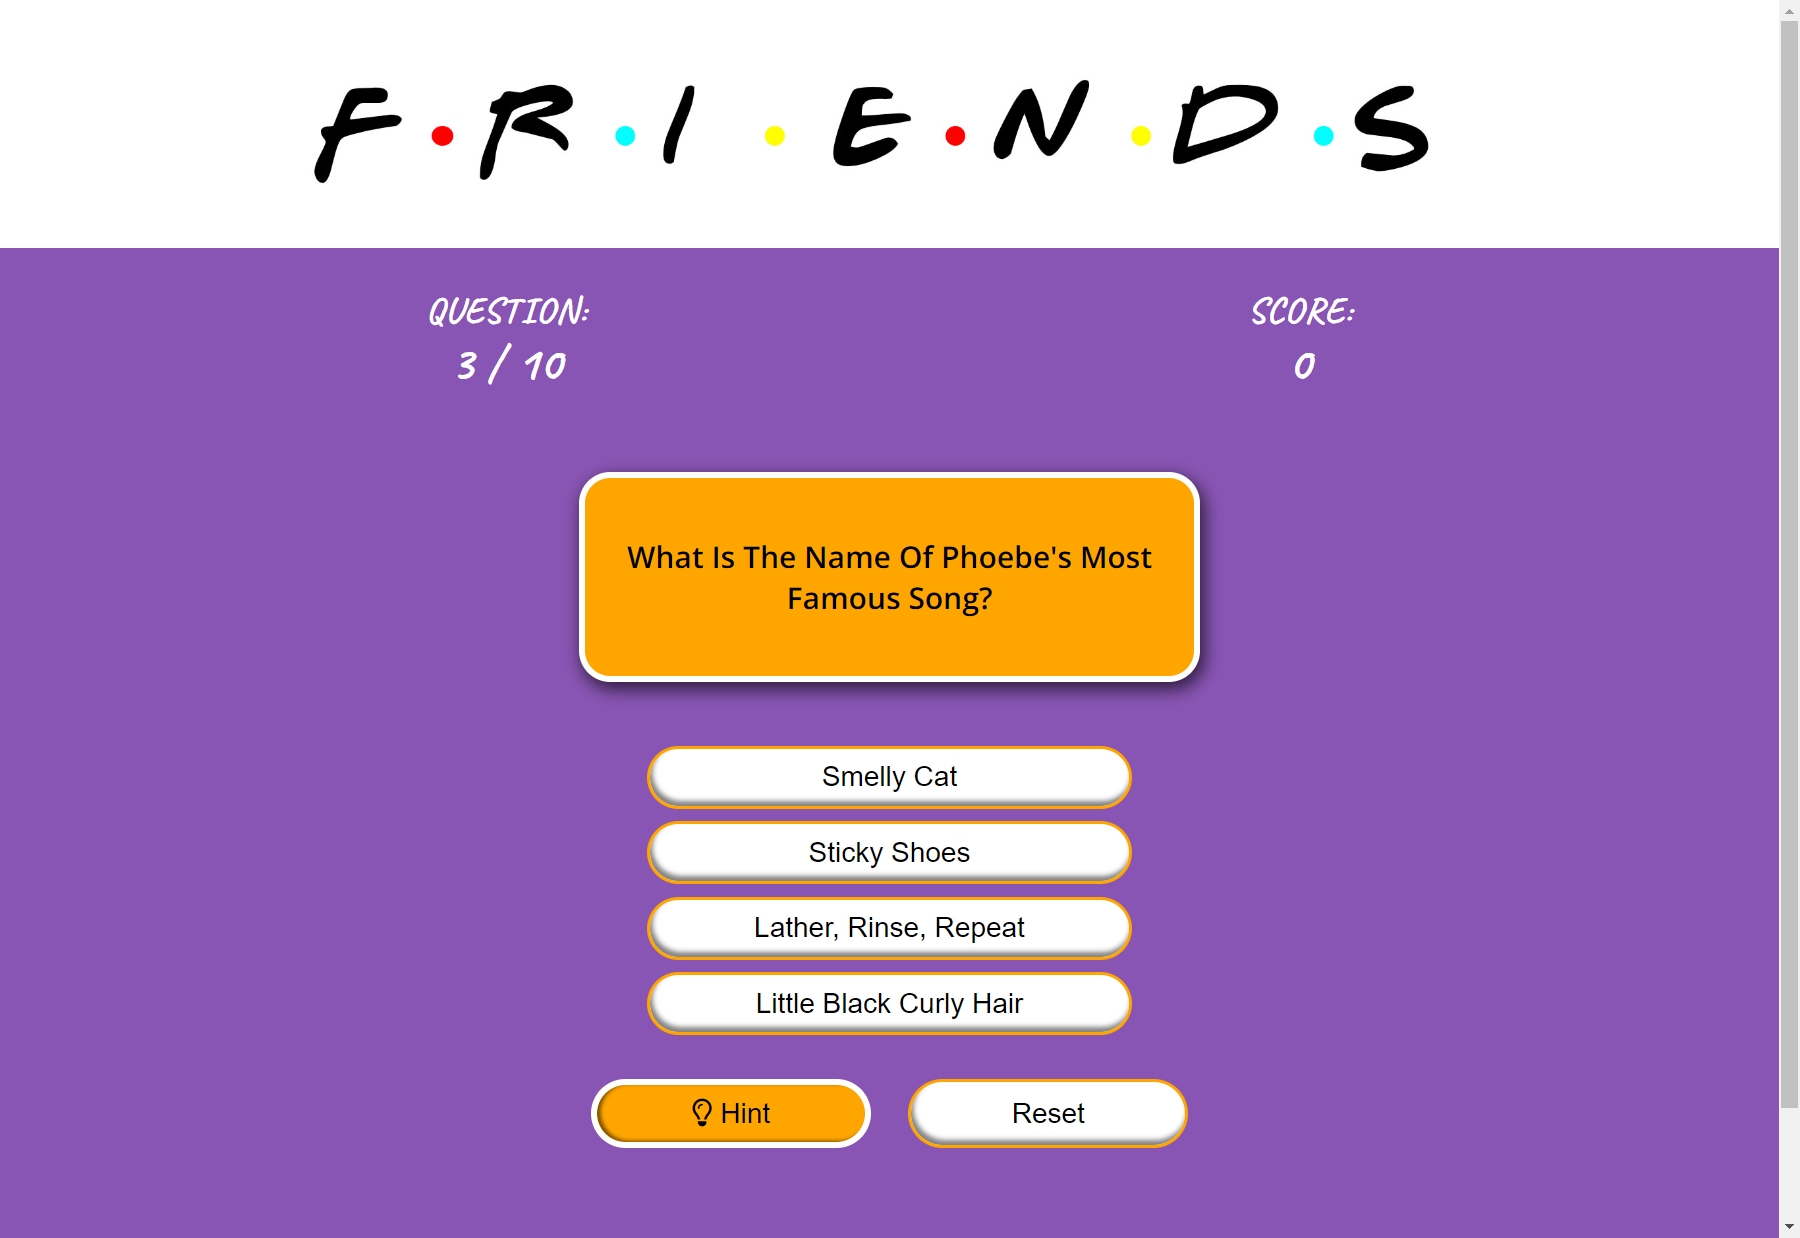 F·R·I·E·N·D·S
QUESTION:
3 / 10
SCORE:
0
What Is The Name Of Phoebe's Most
Famous Song?
Smelly Cat
Sticky Shoes
Lather, Rinse, Repeat
Little Black Curly Hair
Hint
Reset